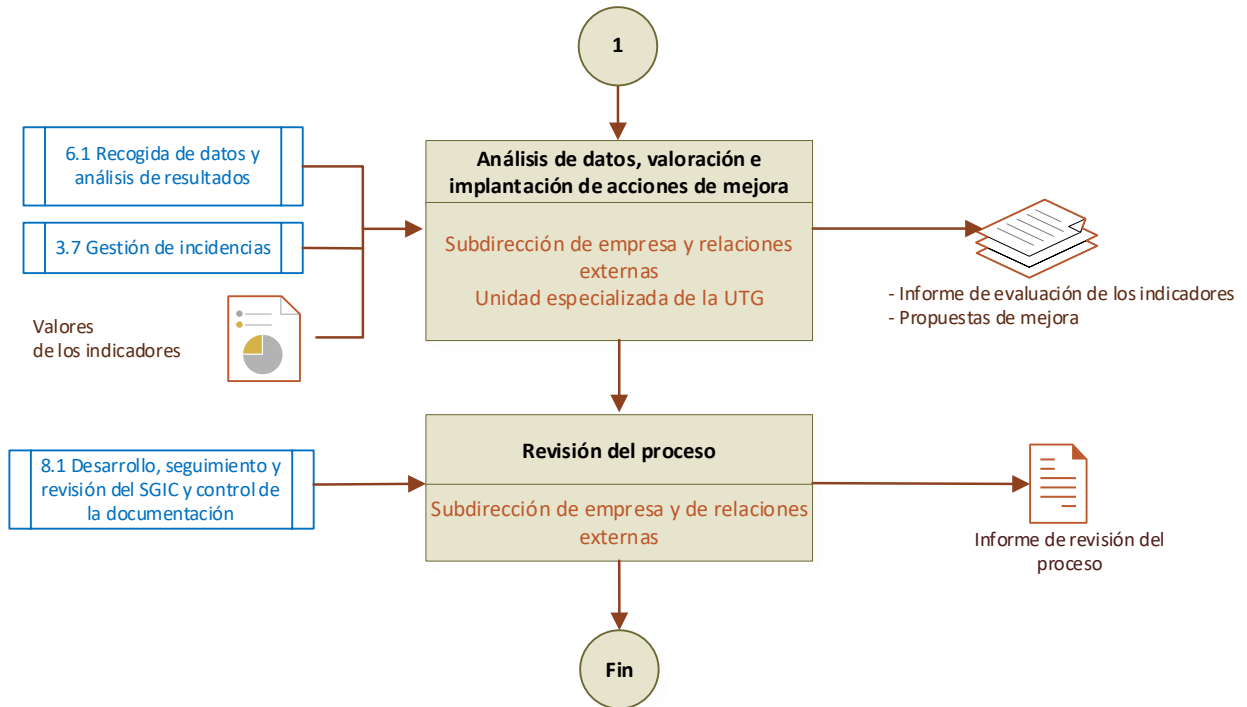 1
6.1 Recogida de datos y
análisis de resultados
3.7 Gestión de incidencias
Valores
de los indicadores
Análisis de datos, valoración e
implantación de acciones de mejora
Subdirección de empresa y relaciones
externas
Unidad especializada de la UTG
- Informe de evaluación de los indicadores
- Propuestas de mejora
8.1 Desarrollo, seguimiento y
revisión del SGIC y control de
la documentación
Revisión del proceso
Subdirección de empresa y de relaciones
externas
Informe de revisión del
proceso
Fin